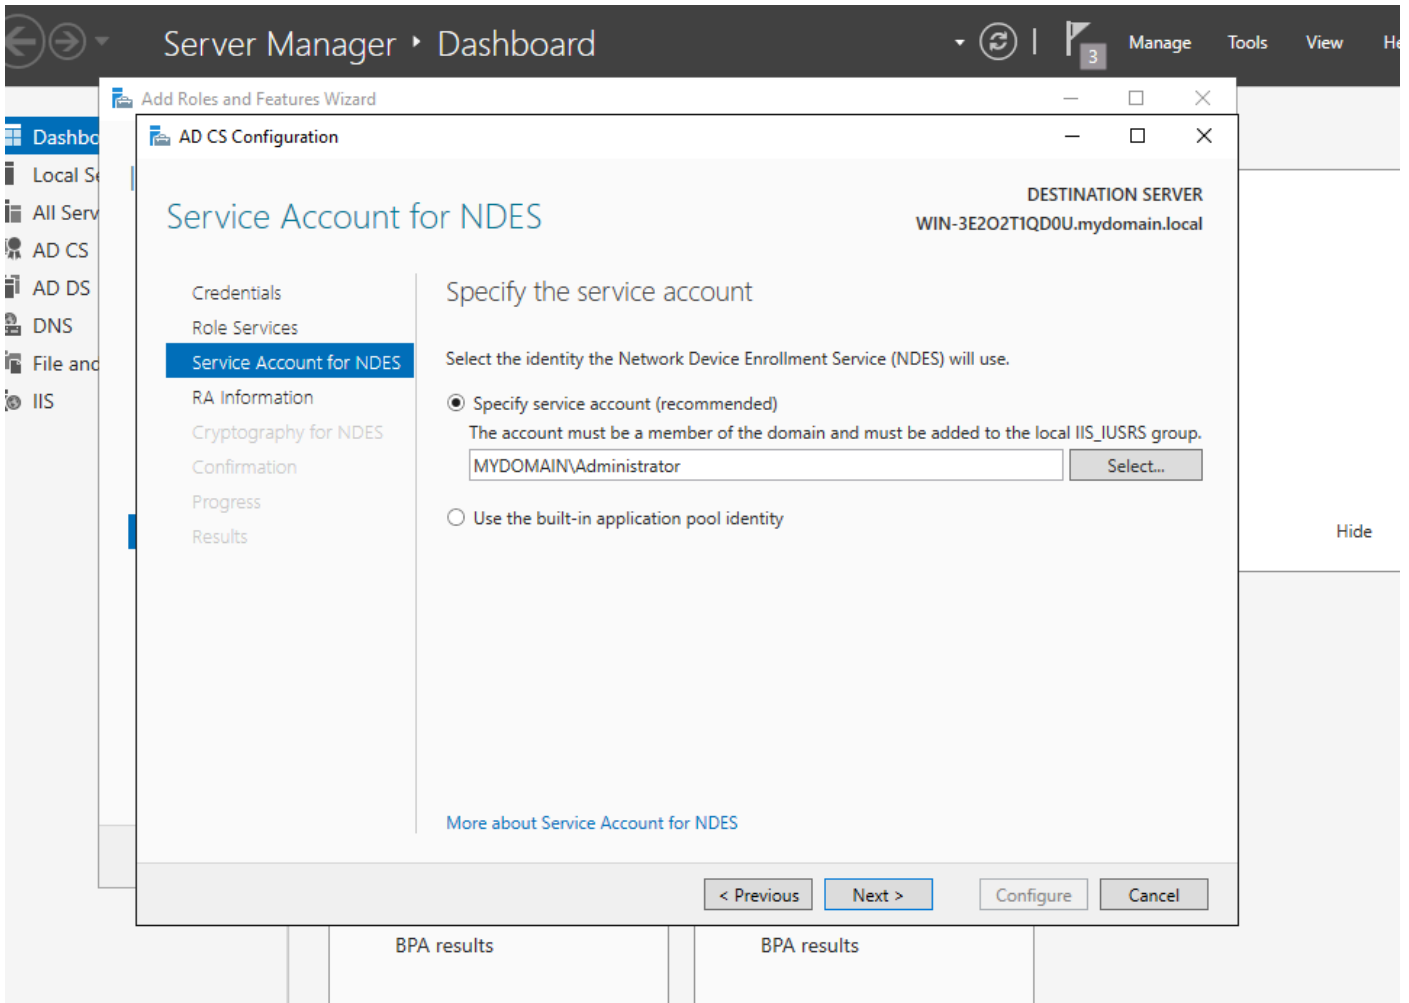 Server Manager ‣ Dashboard
3
Manage
Tools
View
Add Roles and Features Wizard
AD CS Configuration
Dashbo
Local Se
All Serv
AD CS
AD DS
DNS
File and
IIS
Service Account for NDES
DESTINATION SERVER
WIN-3E2O2T1QD0U.mydomain.local
Credentials
Role Services
Service Account for NDES
RA Information
Cryptography for NDES
Confirmation
Progress
Results
Specify the service account
Select the identity the Network Device Enrollment Service (NDES) will use.
Specify service account (recommended)
The account must be a member of the domain and must be added to the local IIS_IUSRS group.
MYDOMAIN\Administrator
Select...
Use the built-in application pool identity
Hide
More about Service Account for NDES
< Previous
Next >
Configure
Cancel
BPA results
BPA results